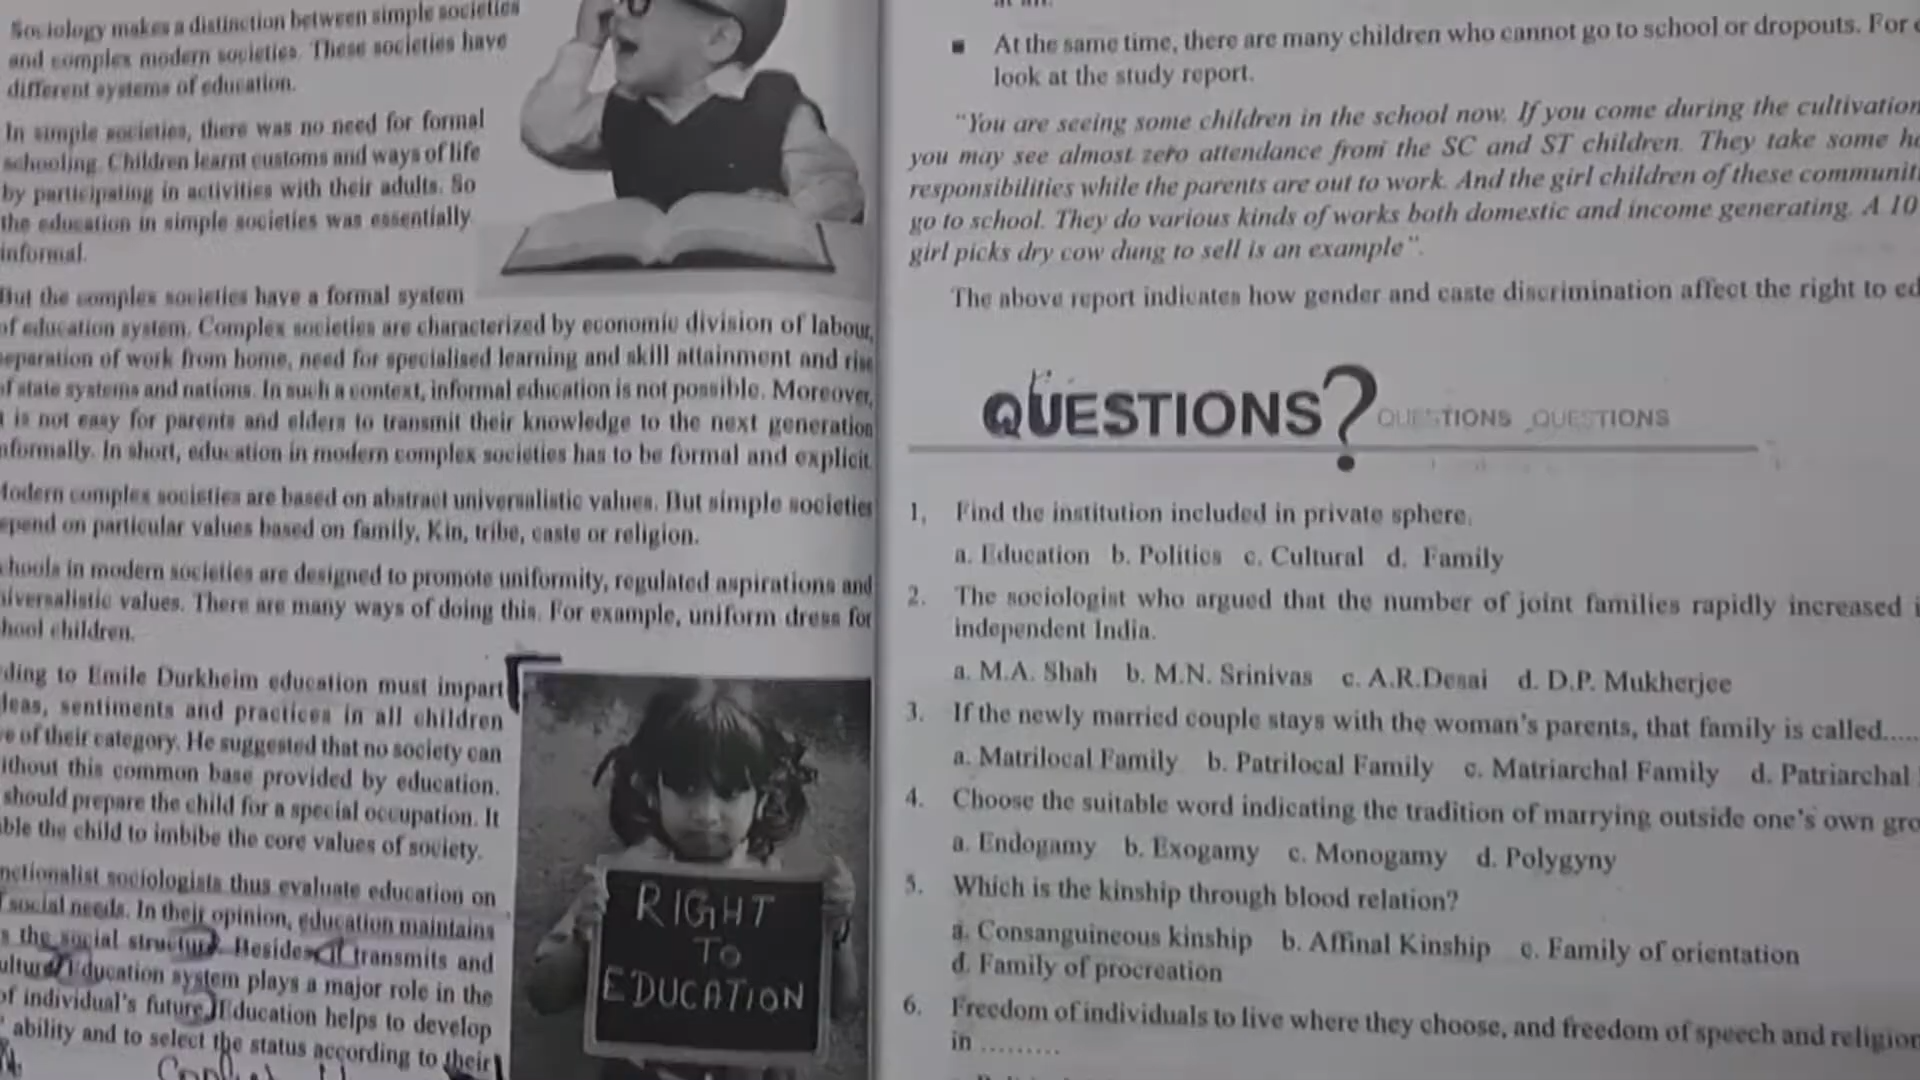 Sociology makes a distinction between simple societies
and complex modern societies. These societies have
different systems of education.
In simple societies, there was no need for formal
schooling. Children learnt customs and ways of life
by participating in activities with their adults. So
the education in simple societies was essentially
informal.
But the complex societies have a formal system
of education system. Complex societies are characterized by economic division of labour,
separation of work from home, need for specialised learning and skill attainment and rise
of state systems and nations. In such a context, informal education is not possible. Moreover,
is not easy for parents and elders to transmit their knowledge to the next generation
nformally. In short, education in modern complex societies has to be formal and explicit.
Modern complex societies are based on abstract universalistic values. But simple societies
epend on particular values based on family, Kin, tribe, caste or religion.
chools in modern societies are designed to promote uniformity, regulated aspirations and
niversalistic values. There are many ways of doing this. For example, uniform dress for
hool children.
ding to Emile Durkheim education must impart
deas, sentiments and practices in all children
e of their category. He suggested that no society can
ithout this common base provided by education.
should prepare the child for a special occupation. It
ble the child to imbibe the core values of society.
nctionalist sociologists thus evaluate education on
social needs. In their opinion, education maintains
s the social structure. Besides it transmits and
culture. Education system plays a major role in the
of individual's future. Education helps to develop
ability and to select the status according to their
RIGHT
TO
EDUCATION
■ At the same time, there are many children who cannot go to school or dropouts. For
look at the study report.
"You are seeing some children in the school now. If you come during the cultivation
you may see almost zero attendance from the SC and ST children. They take some
responsibilities while the parents are out to work. And the girl children of these communiti
go to school. They do various kinds of works both domestic and income generating. A 10
girl picks dry cow dung to sell is an example".
The above report indicates how gender and caste discrimination affect the right to ed
QUESTIONS? QUESTIONS QUESTIONS
1. Find the institution included in private sphere.
a. Education b. Politics c. Cultural d. Family
2. The sociologist who argued that the number of joint families rapidly increased i
independent India.
a. M.A. Shah b. M.N. Srinivas c. A.R.Desai d. D.P. Mukherjee
3. If the newly married couple stays with the woman's parents, that family is called......
a. Matrilocal Family b. Patrilocal Family c. Matriarchal Family d. Patriarchal
4. Choose the suitable word indicating the tradition of marrying outside one's own gro
a. Endogamy b. Exogamy c. Monogamy d. Polygyny
5. Which is the kinship through blood relation?
a. Consanguineous kinship b. Affinal Kinship c. Family of orientation
d. Family of procreation
6. Freedom of individuals to live where they choose, and freedom of speech and religion
in .........